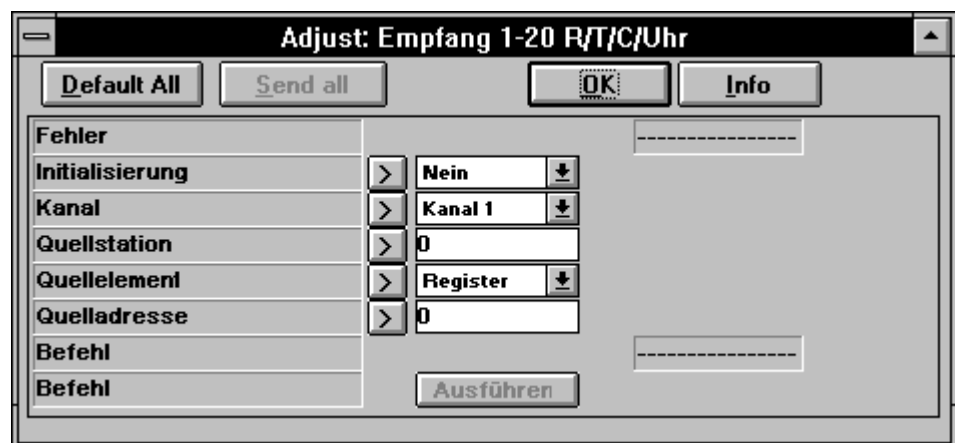 Adjust: Empfang 1-20 R/T/C/Uhr
Default All Send all OK Info
Fehler ---------------
Initialisierung > Nein
Kanal > Kanal 1
Quellstation > 0
Quellelement > Register
Quelladresse > 0
Befehl ---------------
Befehl Ausführen